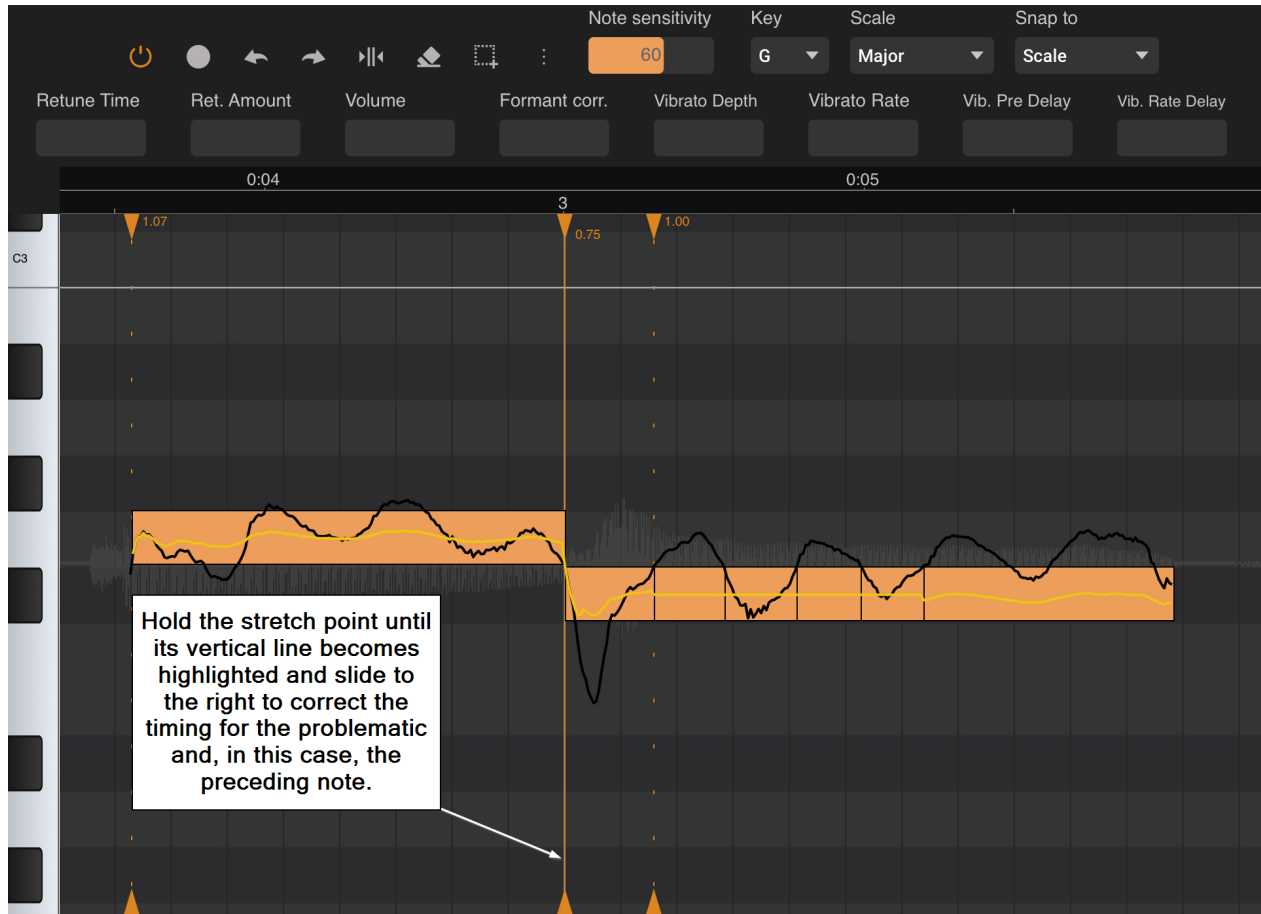 Note sensitivity Key Scale Snap to
60 G Major Scale
Retune Time Ret. Amount Volume Formant corr. Vibrato Depth Vibrato Rate Vib. Pre Delay Vib. Rate Delay
0:04 0:05
3
1.07 1.00
0.75
C3
Hold the stretch point until
its vertical line becomes
highlighted and slide to
the right to correct the
timing for the problematic
and, in this case, the
preceding note.